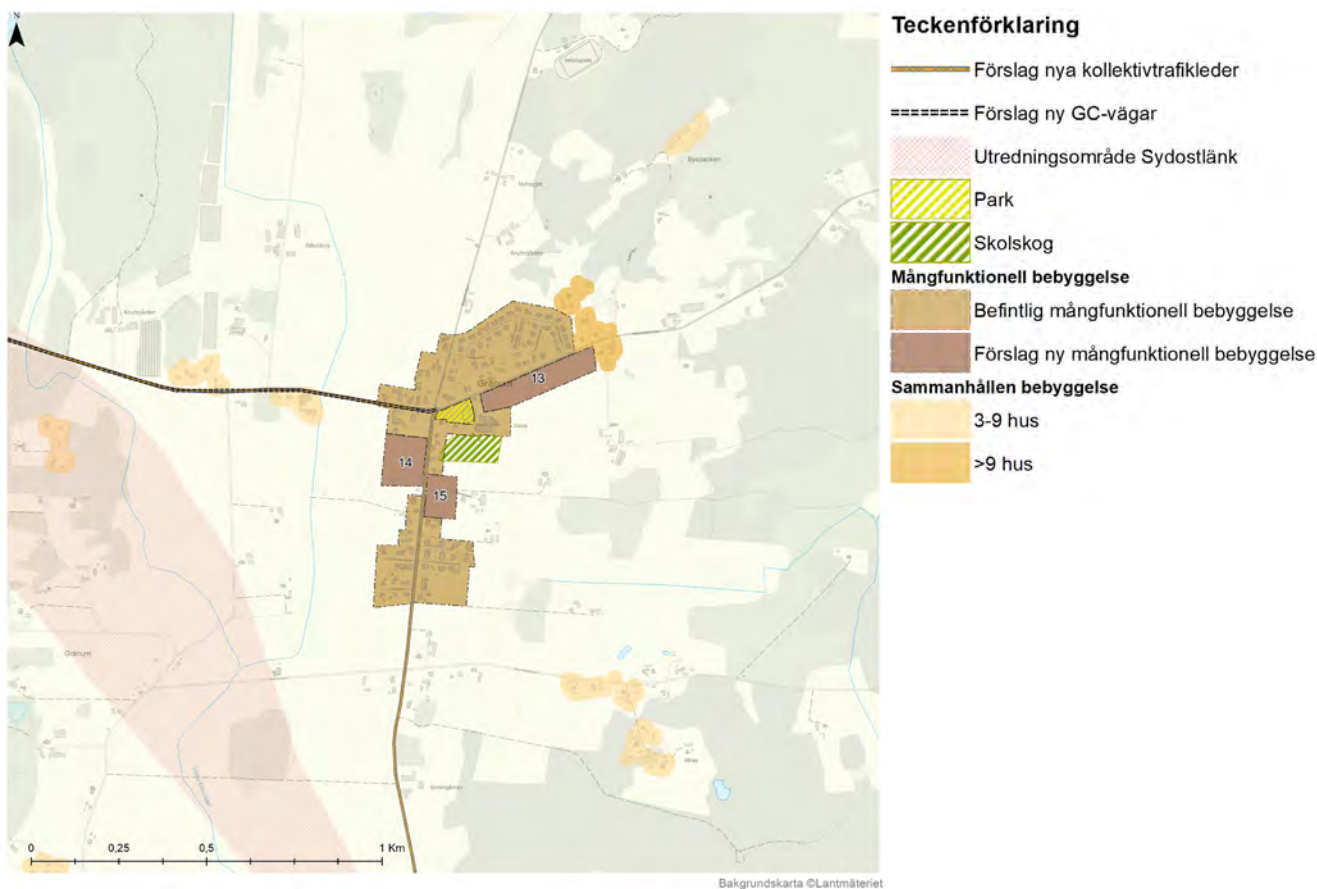 N
Teckenförklaring
Förslag nya kollektivtrafikleder
Förslag ny GC-vägar
Utredningsområde Sydostlänk
Park
Skolskog
Mångfunktionell bebyggelse
Befintlig mångfunktionell bebyggelse
Förslag ny mångfunktionell bebyggelse
Sammanhållen bebyggelse
3-9 hus
>9 hus
13
14
15
Gränum
0
0,25
0,5
1 Km
Bakgrundskarta ©Lantmäteriet